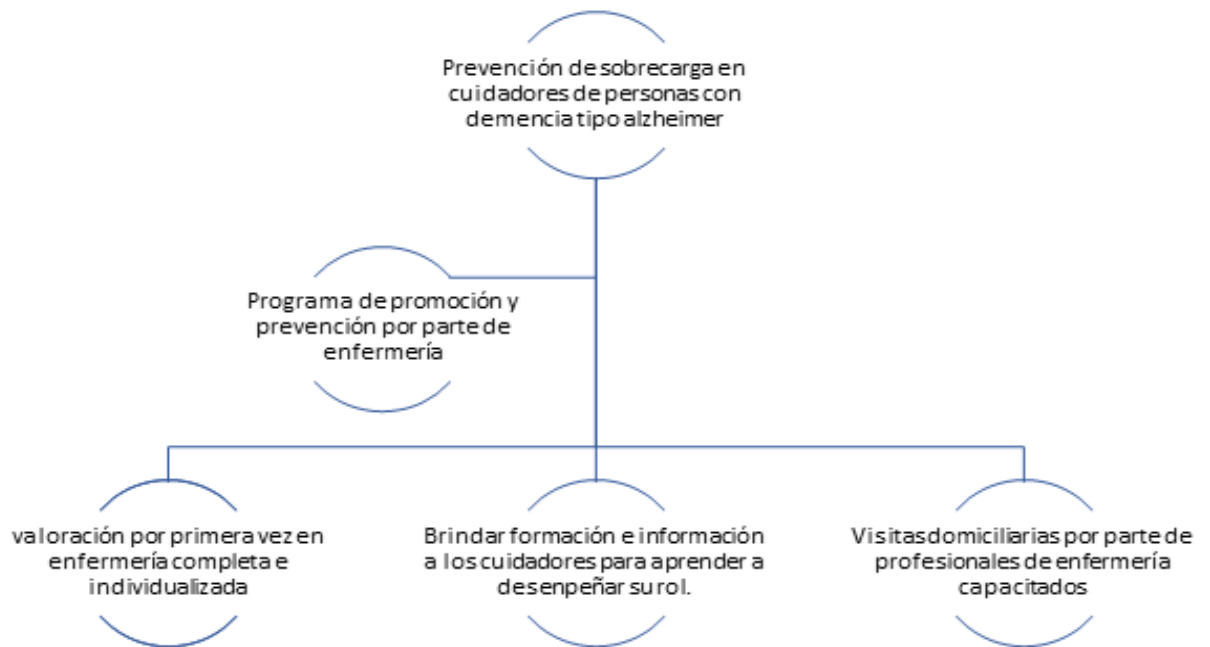 Prevención de sobrecarga en
cuidadores de personas con
demencia tipo alzheimer
Programa de promoción y
prevención por parte de
enfermería
valoración por primera vez en
enfermería completa e
individualizada
Brindar formación e información
a los cuidadores para aprender a
desenpeñar su rol.
Visitas domiciliarias por parte de
profesionales de enfermería
capacitados